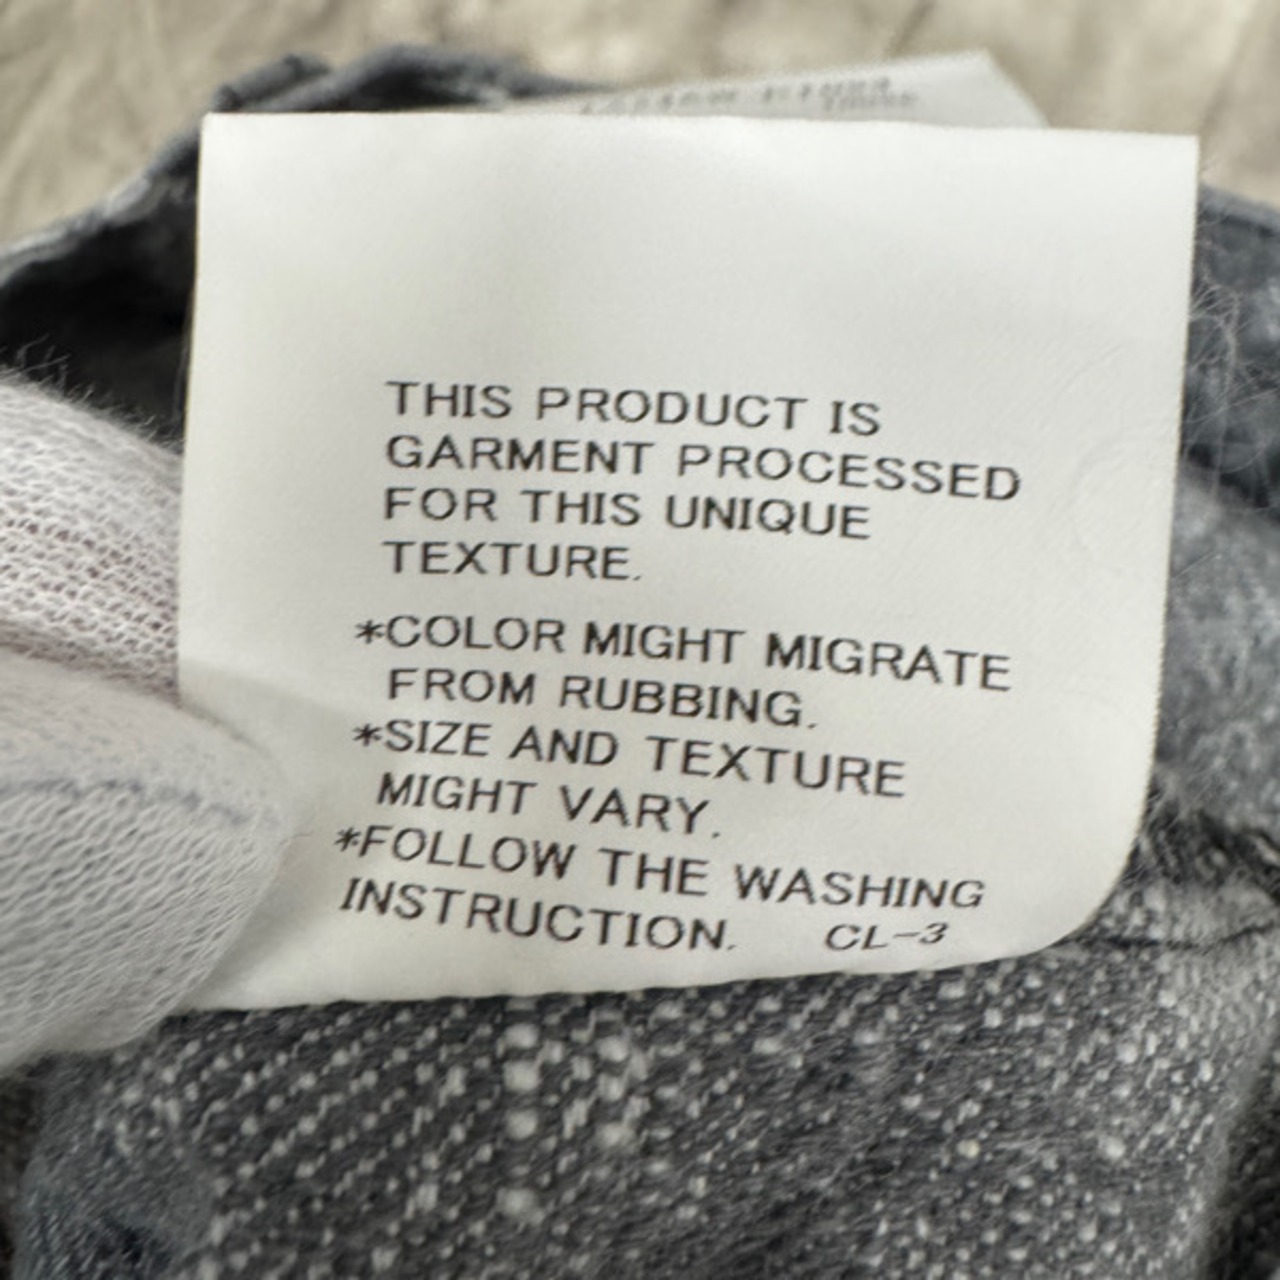 THIS PRODUCT IS
GARMENT PROCESSED
FOR THIS UNIQUE
TEXTURE.
*COLOR MIGHT MIGRATE
FROM RUBBING.
*SIZE AND TEXTURE
MIGHT VARY.
*FOLLOW THE WASHING
INSTRUCTION. CL-3